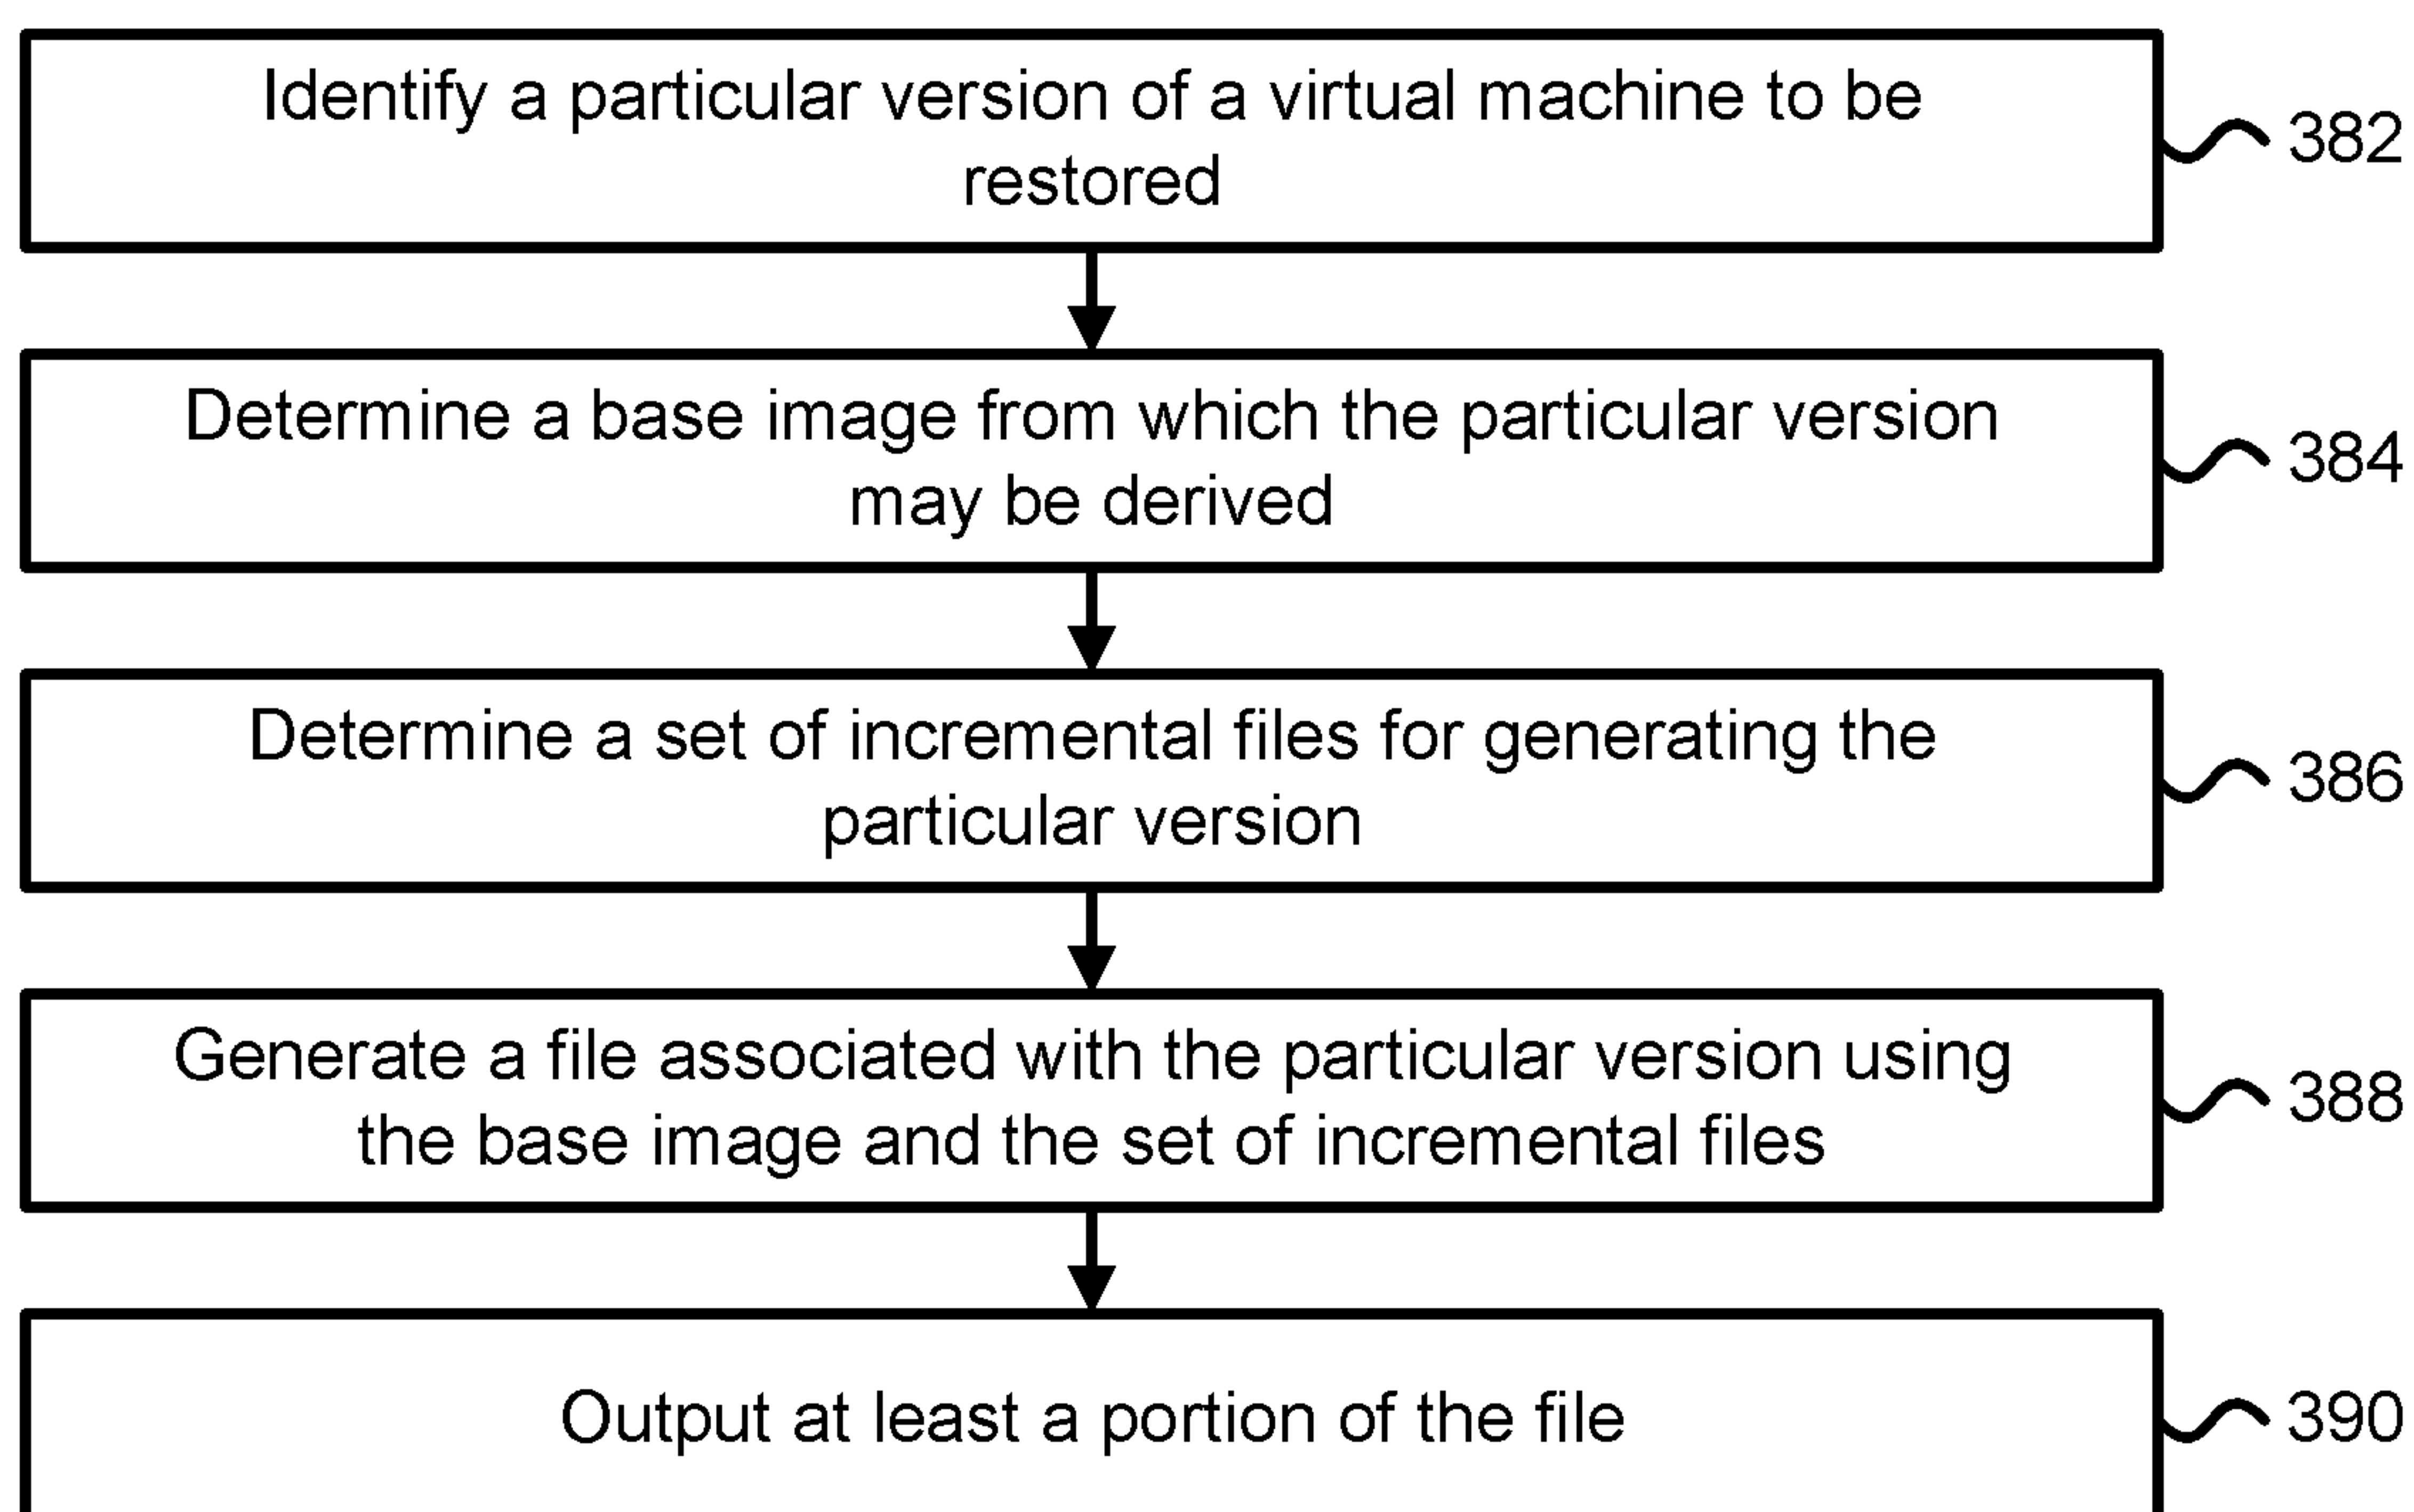 Identify a particular version of a virtual machine to be
restored
382
Determine a base image from which the particular version
may be derived
384
Determine a set of incremental files for generating the
particular version
386
Generate a file associated with the particular version using
the base image and the set of incremental files
388
Output at least a portion of the file
390